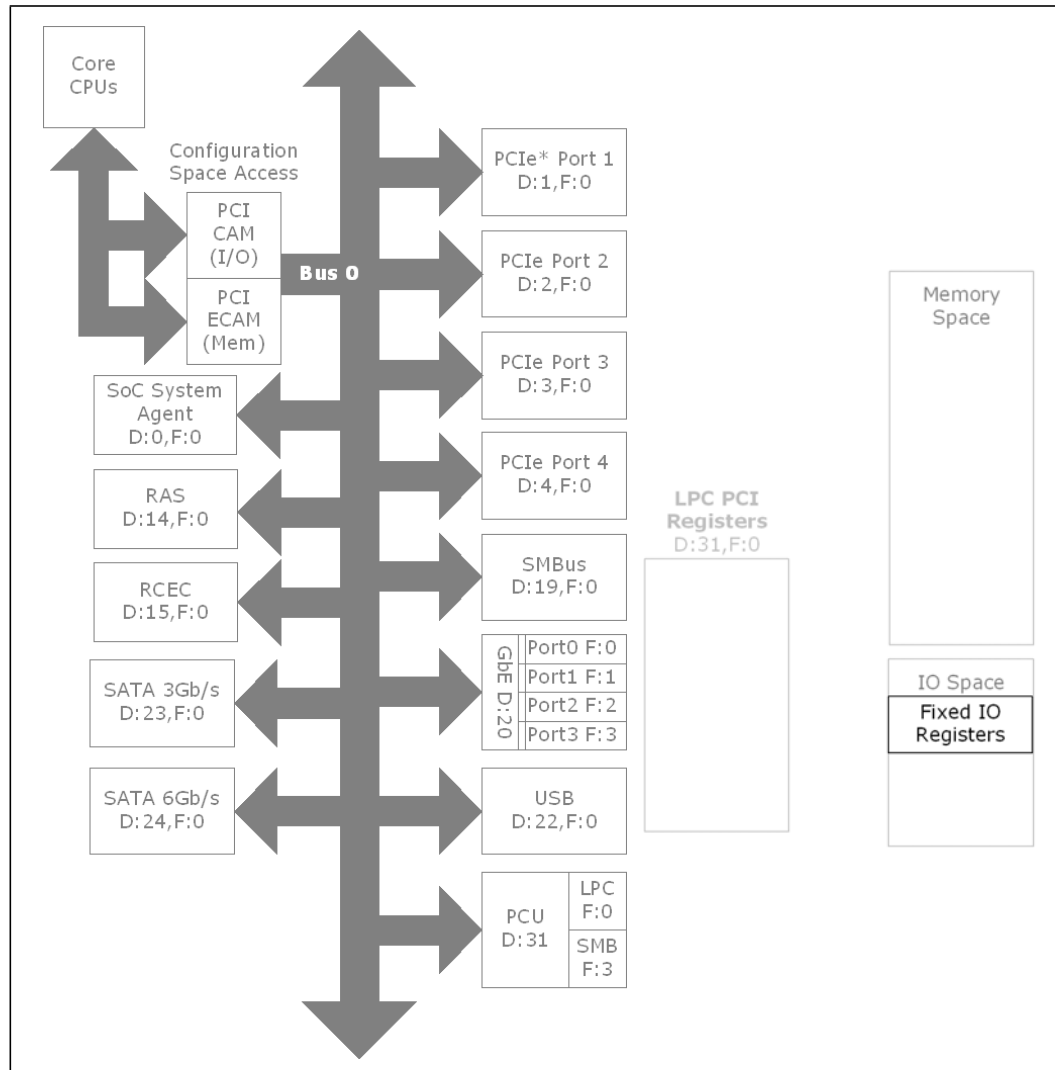 Core
CPUs
Configuration
Space Access
PCI
CAM
(I/O)
PCI
ECAM
(Mem)
Bus 0
SoC System
Agent
D:0,F:0
RAS
D:14,F:0
RCEC
D:15,F:0
SATA 3Gb/s
D:23,F:0
SATA 6Gb/s
D:24,F:0
PCIe* Port 1
D:1,F:0
PCIe Port 2
D:2,F:0
PCIe Port 3
D:3,F:0
PCIe Port 4
D:4,F:0
SMBus
D:19,F:0
GbE D:20
Port0 F:0
Port1 F:1
Port2 F:2
Port3 F:3
USB
D:22,F:0
PCU
D:31
LPC
F:0
SMB
F:3
LPC PCI
Registers
D:31,F:0
Memory
Space
IO Space
Fixed IO
Registers